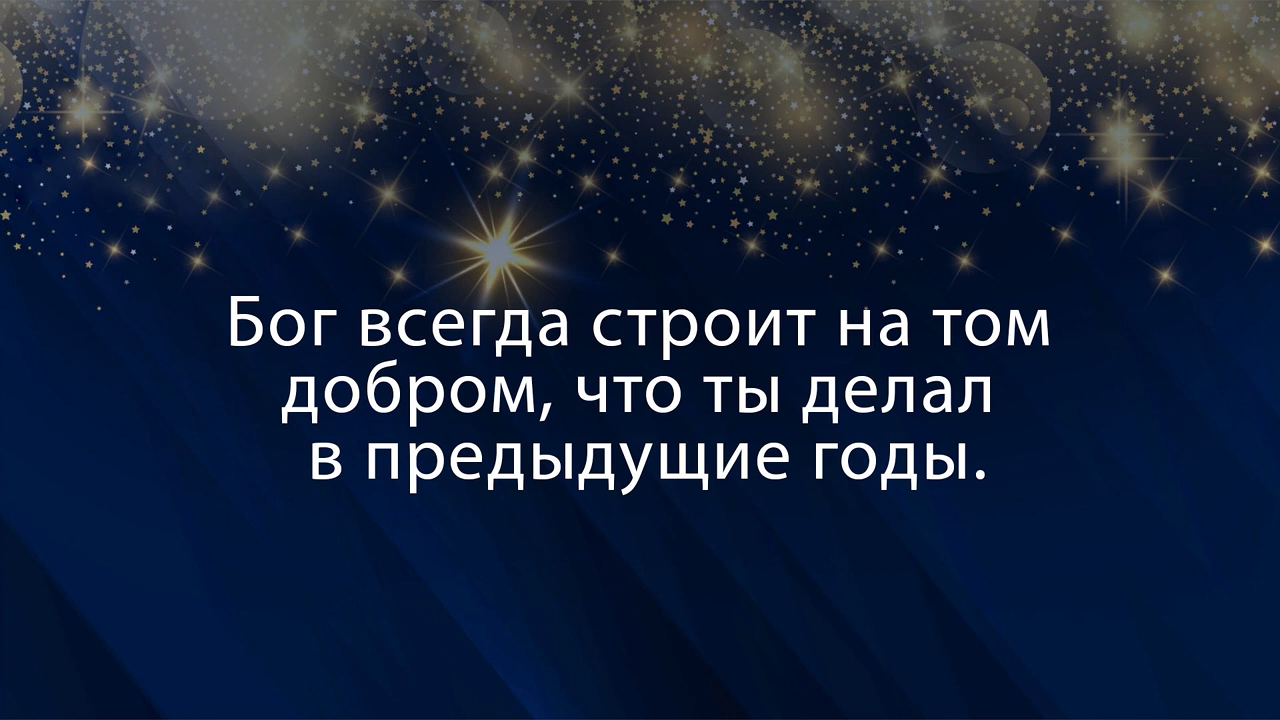 Бог всегда строит на том
добром, что ты делал
в предыдущие годы.